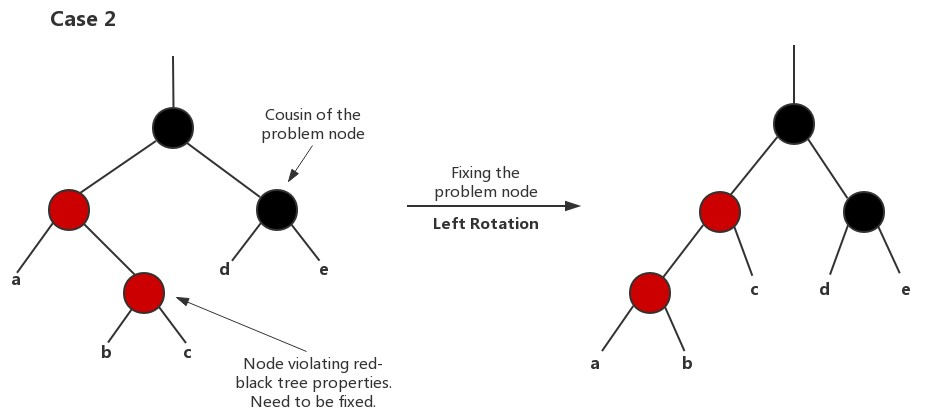 Case 2
Cousin of the
problem node
Fixing the
problem node
Left Rotation
a
d
e
b
c
Node violating red-
black tree properties.
Need to be fixed.
c
d
e
a
b